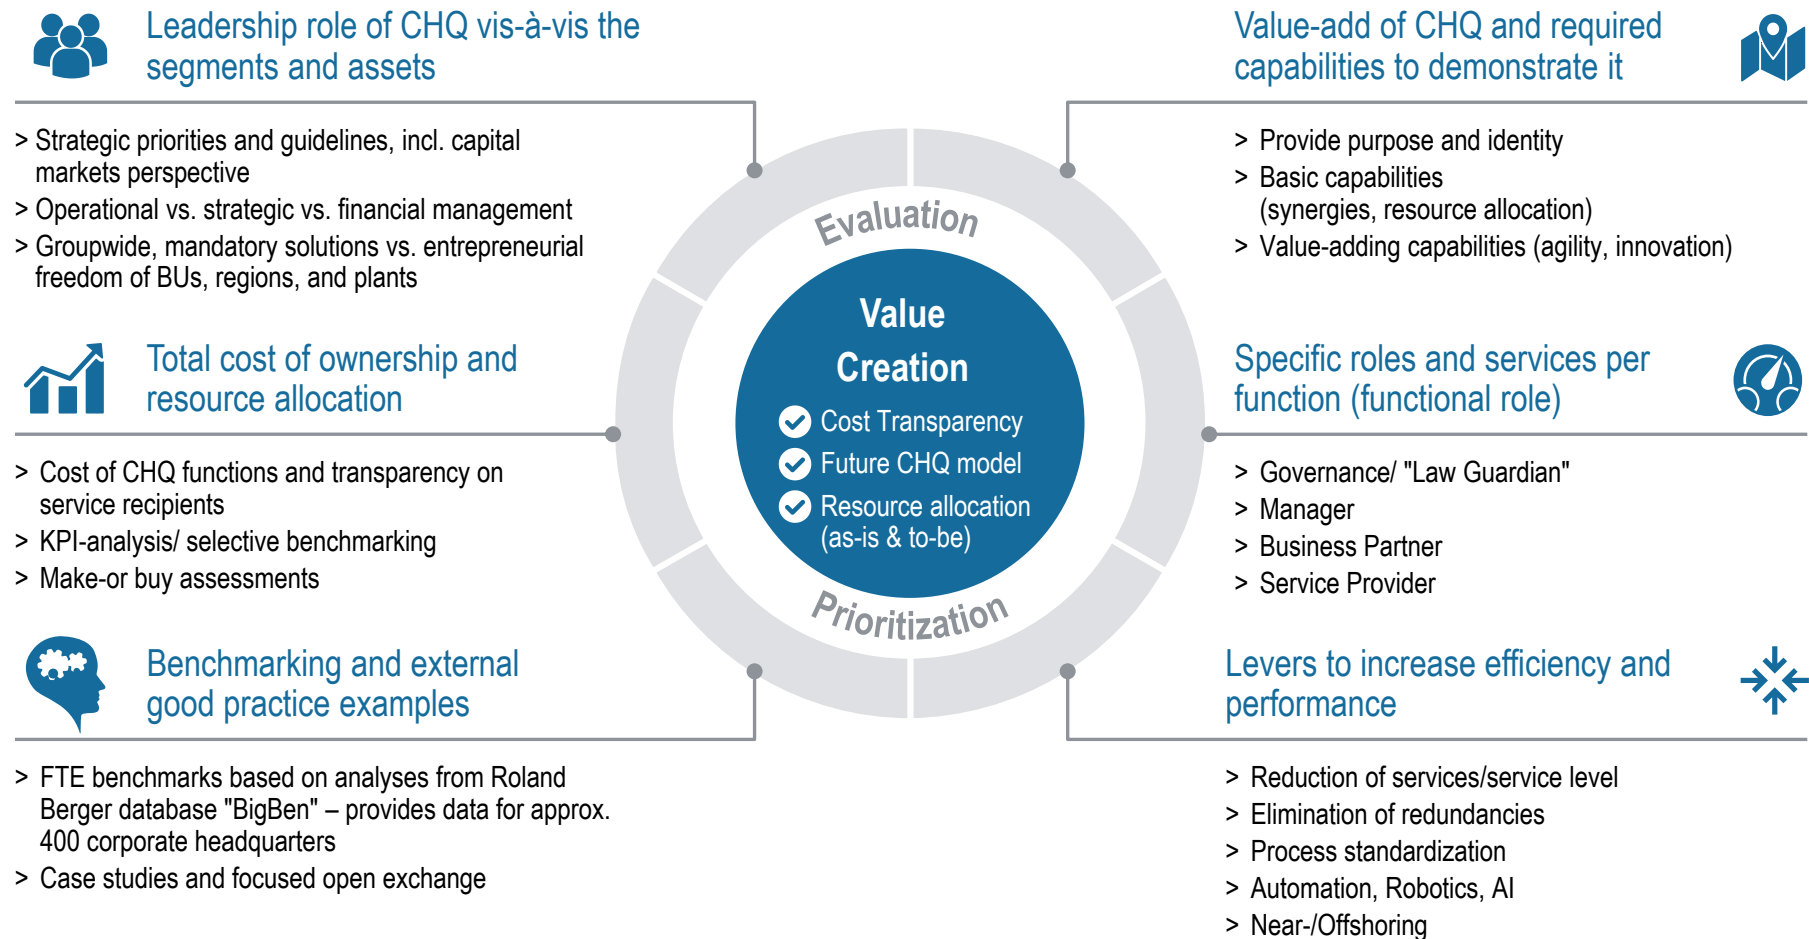 Leadership role of CHQ vis-à-vis the
segments and assets
> Strategic priorities and guidelines, incl. capital
markets perspective
> Operational vs. strategic vs. financial management
> Groupwide, mandatory solutions vs. entrepreneurial
freedom of BUs, regions, and plants
Total cost of ownership and
resource allocation
> Cost of CHQ functions and transparency on
service recipients
> KPI-analysis/ selective benchmarking
> Make-or buy assessments
Benchmarking and external
good practice examples
> FTE benchmarks based on analyses from Roland
Berger database "BigBen" – provides data for approx.
400 corporate headquarters
> Case studies and focused open exchange
Evaluation
Value
Creation
Cost Transparency
Future CHQ model
Resource allocation
(as-is & to-be)
Prioritization
Value-add of CHQ and required
capabilities to demonstrate it
> Provide purpose and identity
> Basic capabilities
(synergies, resource allocation)
> Value-adding capabilities (agility, innovation)
Specific roles and services per
function (functional role)
> Governance/ "Law Guardian"
> Manager
> Business Partner
> Service Provider
Levers to increase efficiency and
performance
> Reduction of services/service level
> Elimination of redundancies
> Process standardization
> Automation, Robotics, AI
> Near-/Offshoring